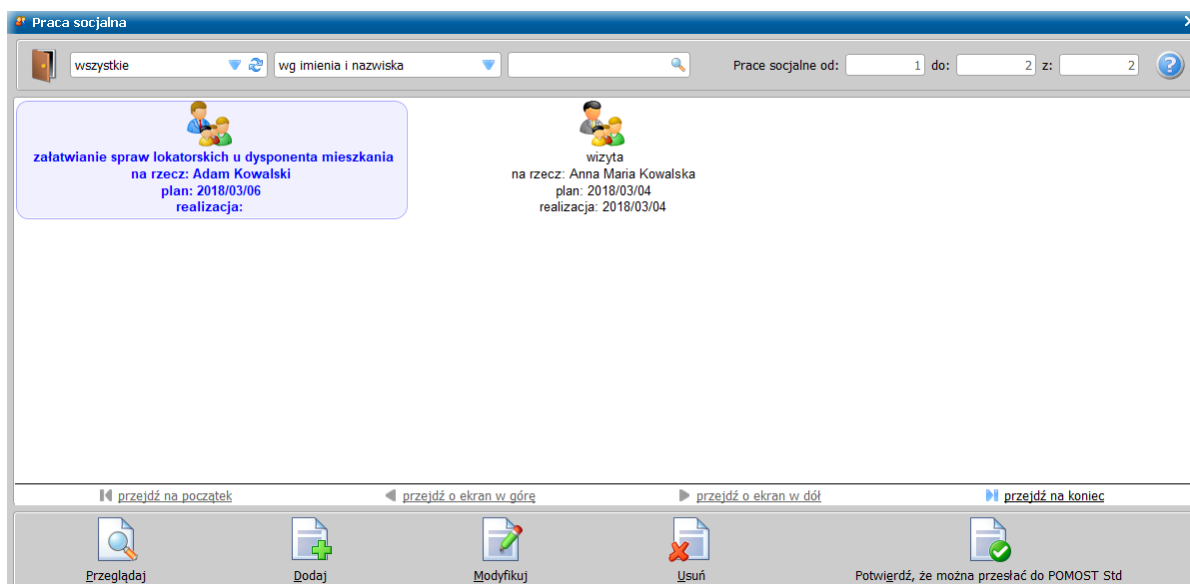 Praca socjalna
wszystkie
wg imienia i nazwiska
Prace socjalne od: 1 do: 2 z: 2
załatwianie spraw lokatorskich u dysponenta mieszkania
na rzecz: Adam Kowalski
plan: 2018/03/06
realizacja:
wizyta
na rzecz: Anna Maria Kowalska
plan: 2018/03/04
realizacja: 2018/03/04
przejdź na początek
przejdź o ekran w górę
przejdź o ekran w dół
przejdź na koniec
Przeglądaj
Dodaj
Modyfikuj
Usuń
Potwierdź, że można przesłać do POMOST Std